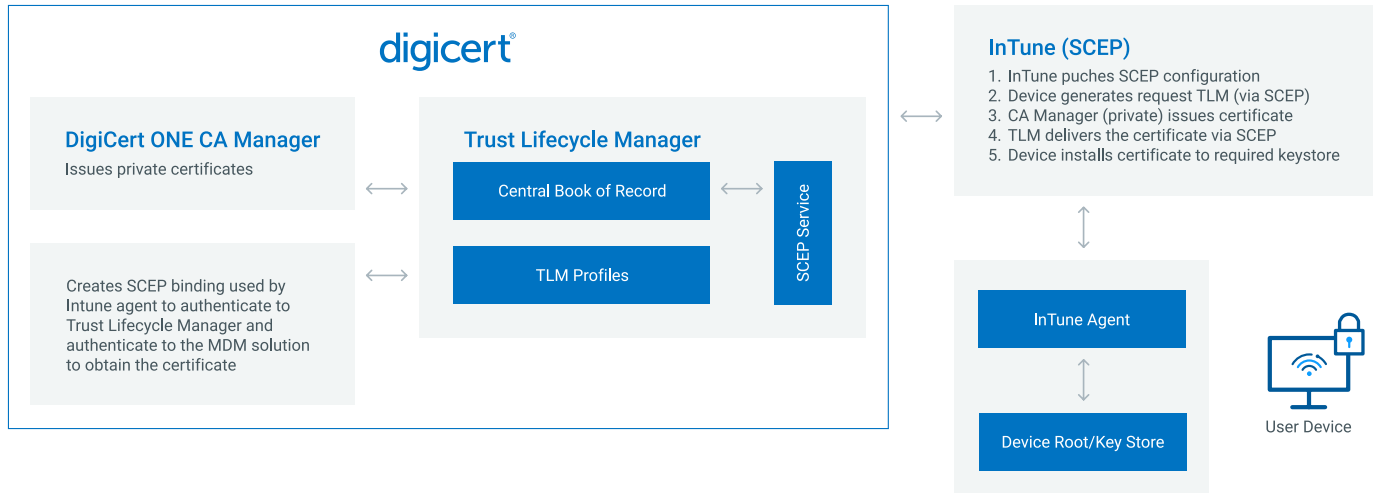 digicert®
DigiCert ONE CA Manager
Issues private certificates
Creates SCEP binding used by
Intune agent to authenticate to
Trust Lifecycle Manager and
authenticate to the MDM solution
to obtain the certificate
Trust Lifecycle Manager
Central Book of Record
TLM Profiles
SCEP Service
InTune (SCEP)
1. InTune puches SCEP configuration
2. Device generates request TLM (via SCEP)
3. CA Manager (private) issues certificate
4. TLM delivers the certificate via SCEP
5. Device installs certificate to required keystore
InTune Agent
Device Root/Key Store
User Device